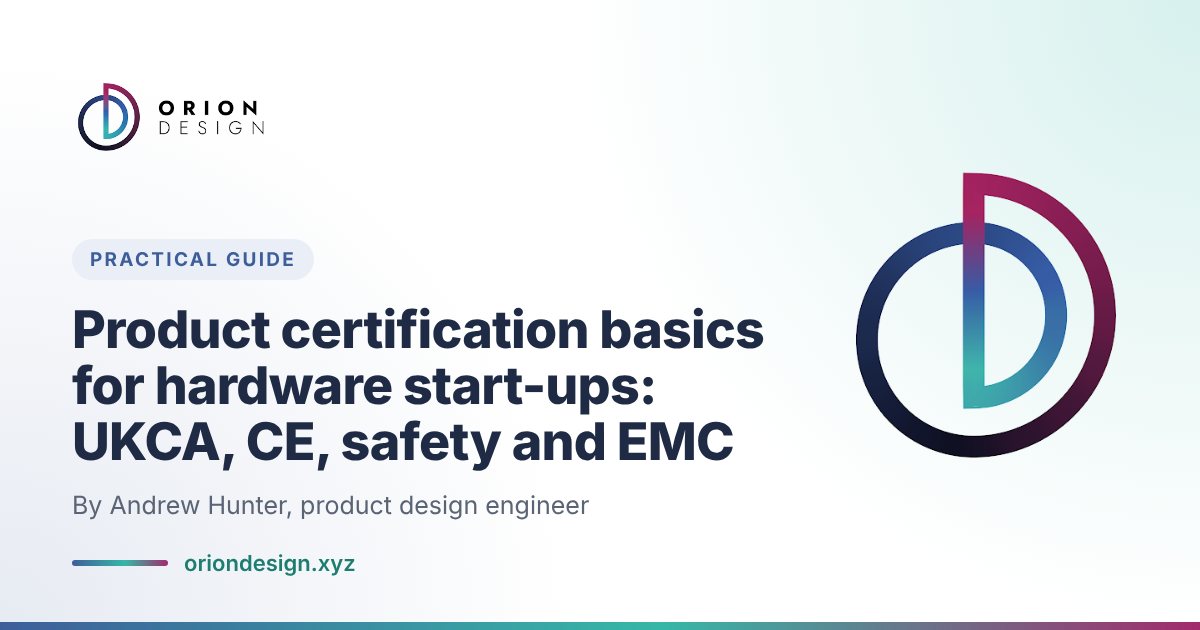 ORION
DESIGN
PRACTICAL GUIDE
Product certification basics
for hardware start-ups:
UKCA, CE, safety and EMC
By Andrew Hunter, product design engineer
oriondesign.xyz